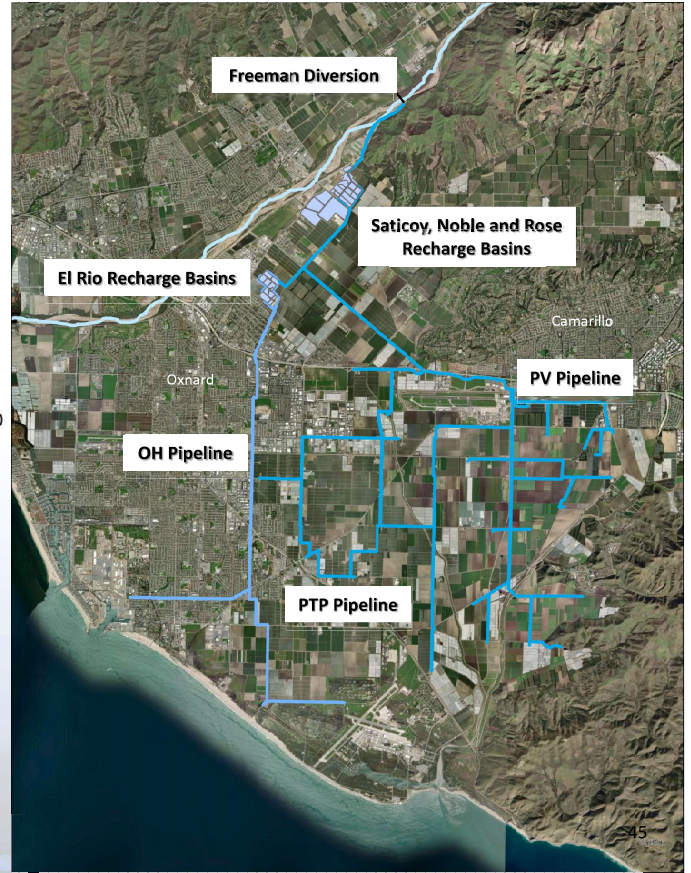 Freeman Diversion
Saticoy, Noble and Rose
Recharge Basins
El Rio Recharge Basins
Camarillo
PV Pipeline
Oxnard
OH Pipeline
PTP Pipeline
45